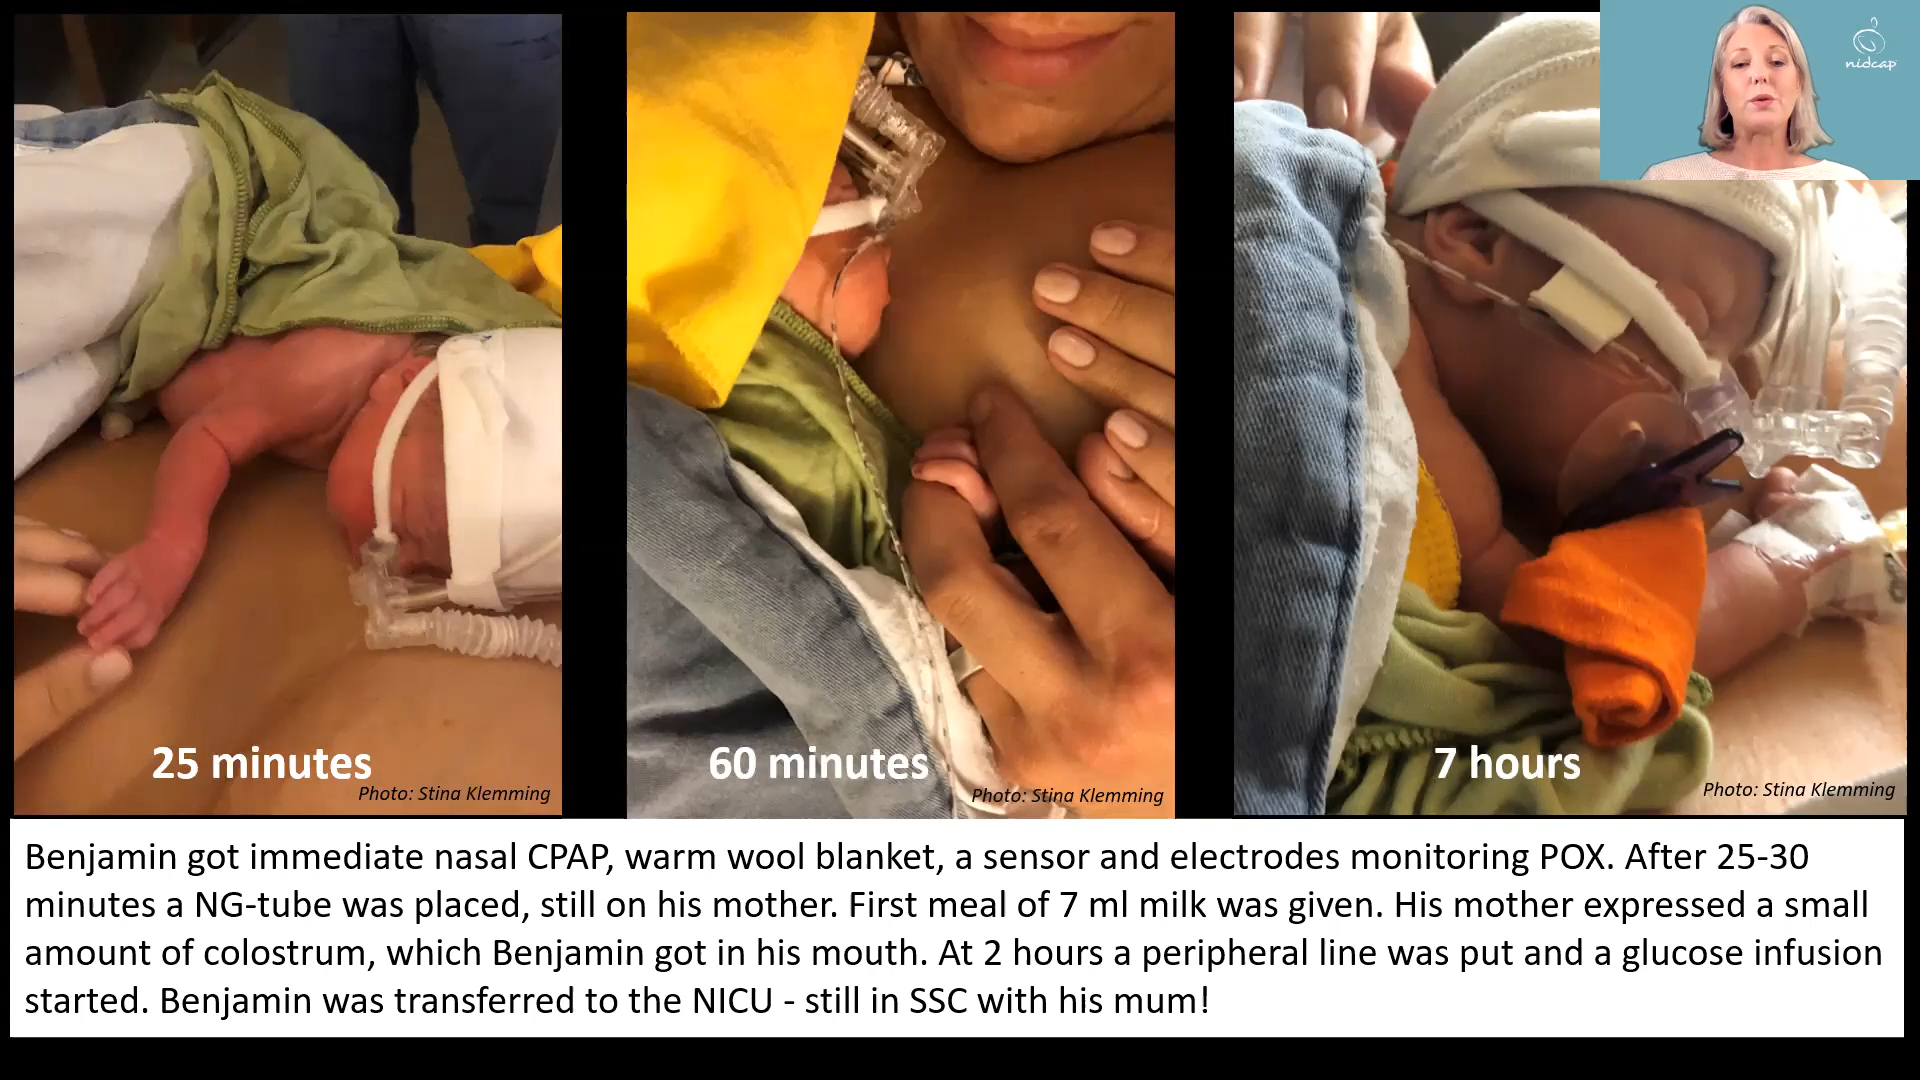 nidcap
25 minutes
Photo: Stina Klemming
60 minutes
Photo: Stina Klemming
7 hours
Photo: Stina Klemming
Benjamin got immediate nasal CPAP, warm wool blanket, a sensor and electrodes monitoring POX. After 25-30
minutes a NG-tube was placed, still on his mother. First meal of 7 ml milk was given. His mother expressed a small
amount of colostrum, which Benjamin got in his mouth. At 2 hours a peripheral line was put and a glucose infusion
started. Benjamin was transferred to the NICU - still in SSC with his mum!